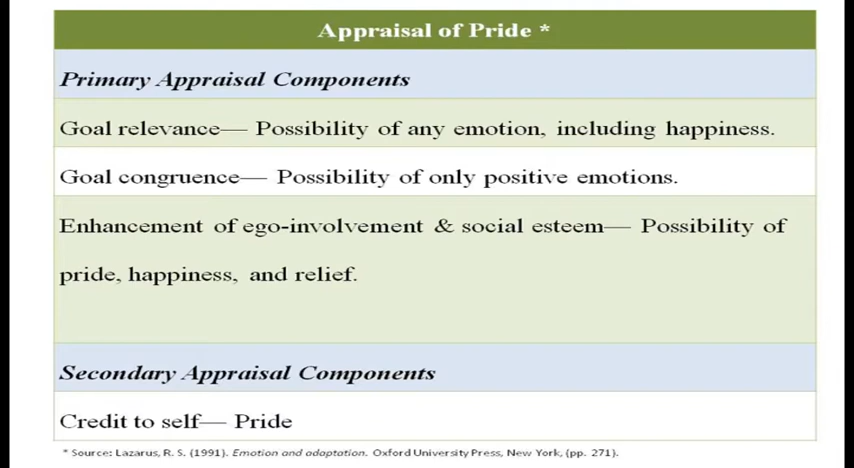 Appraisal of Pride *
Primary Appraisal Components
Goal relevance— Possibility of any emotion, including happiness.
Goal congruence— Possibility of only positive emotions.
Enhancement of ego-involvement & social esteem— Possibility of
pride, happiness, and relief.
Secondary Appraisal Components
Credit to self— Pride
* Source: Lazarus, R. S. (1991). Emotion and adaptation. Oxford University Press, New York, (pp. 271).